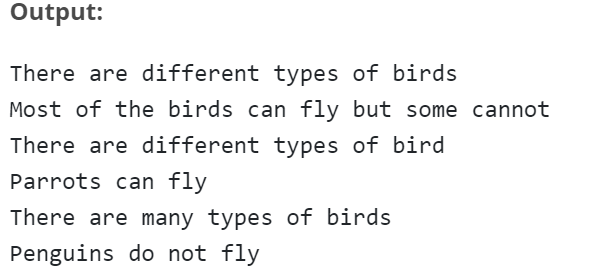 Output:
There are different types of birds
Most of the birds can fly but some cannot
There are different types of bird
Parrots can fly
There are many types of birds
Penguins do not fly